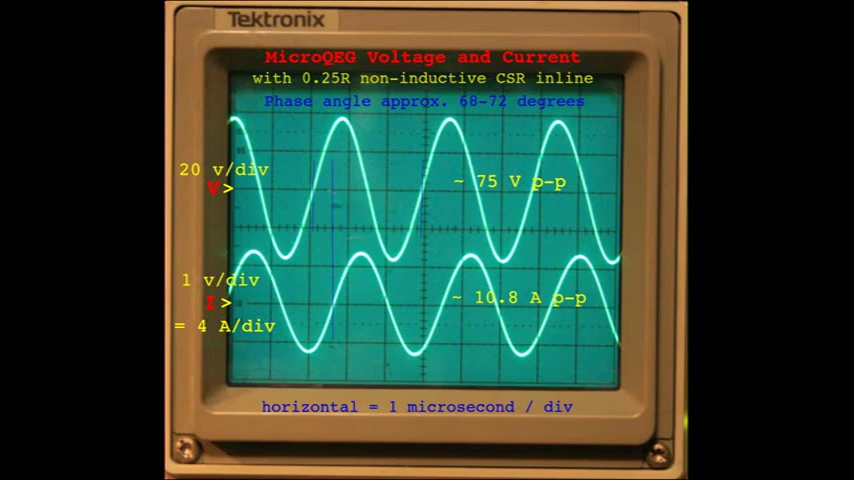 Tektronix
MicroQEG Voltage and Current
with 0.25R non-inductive CSR inline
Phase angle approx. 68-72 degrees
20 v/div
V>
~ 75 V p-p
1 v/div
I>
~ 10.8 A p-p
= 4 A/div
horizontal = 1 microsecond / div